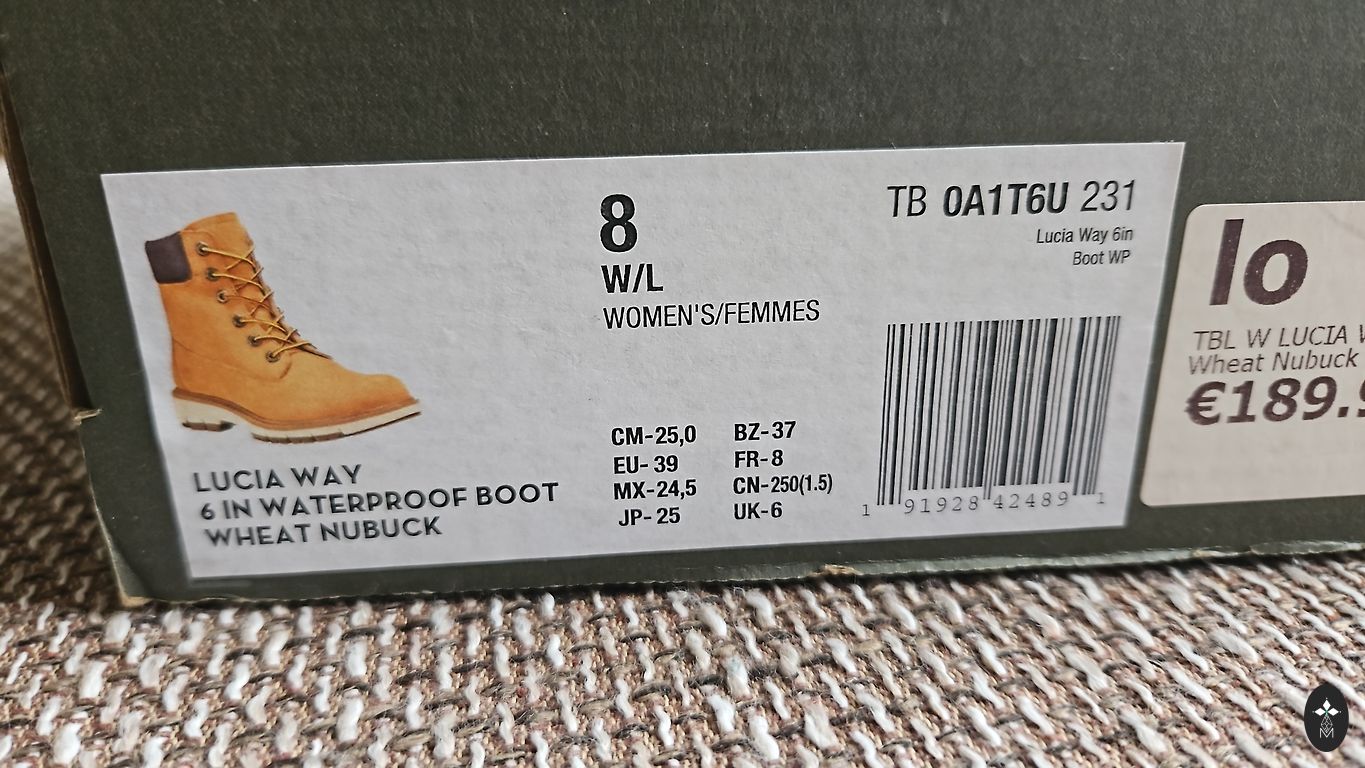 8
W/L
WOMEN'S/FEMMES
TB 0A1T6U 231
Lucia Way 6in
Boot WP
LUCIA WAY
6 IN WATERPROOF BOOT
WHEAT NUBUCK
CM-25,0 BZ-37
EU-39 FR-8
MX-24,5 CN-250(1.5)
JP-25 UK-6
1 91928 42489 1
lo
TBL W LUCIA
Wheat Nubuck
€189.9
M